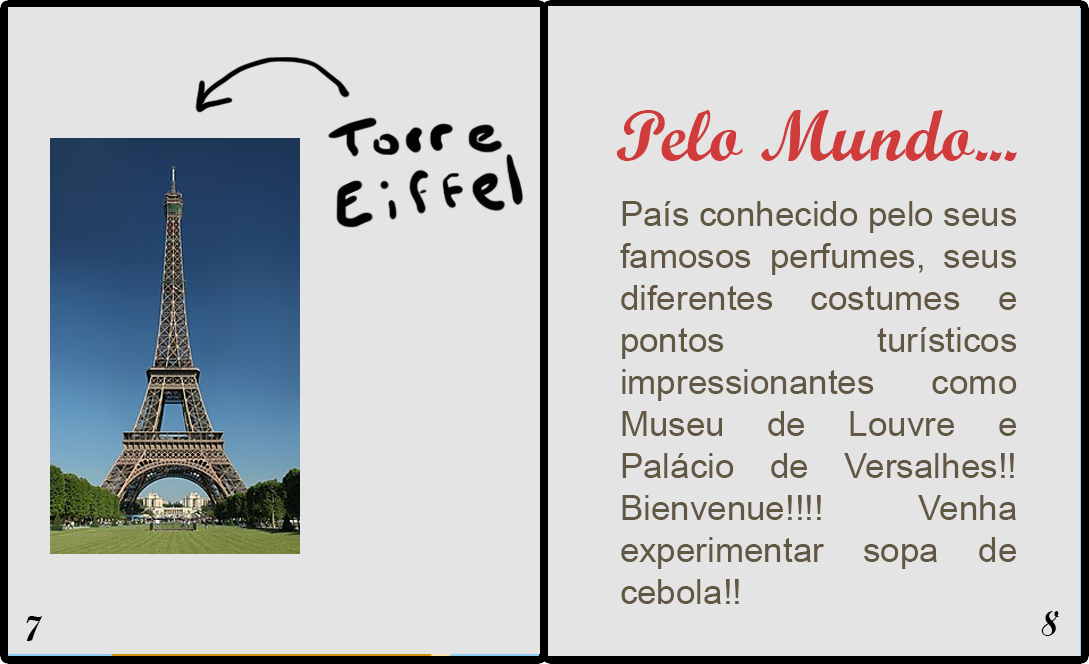 Torre
Eiffel
7
Pelo Mundo...
País conhecido pelo seus
famosos perfumes, seus
diferentes costumes e
pontos turísticos
impressionantes como
Museu de Louvre e
Palácio de Versalhes!!
Bienvenue!!!! Venha
experimentar sopa de
cebola!!
8